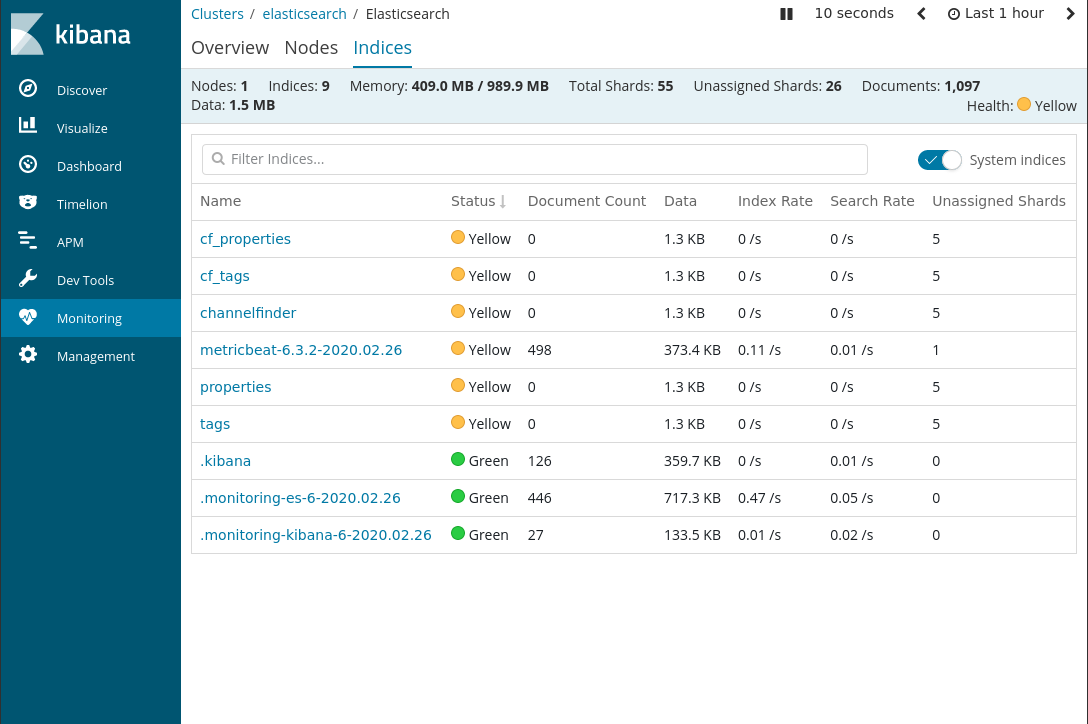 kibana
Discover
Visualize
Dashboard
Timelion
APM
Dev Tools
Monitoring
Management
Clusters / elasticsearch / Elasticsearch
10 seconds Last 1 hour
Overview Nodes Indices
Nodes: 1 Indices: 9 Memory: 409.0 MB / 989.9 MB Total Shards: 55 Unassigned Shards: 26 Documents: 1,097
Data: 1.5 MB
Health: Yellow
Filter Indices... System indices
Name Status Document Count Data Index Rate Search Rate Unassigned Shards
cf_properties Yellow 0 1.3 KB 0 /s 0 /s 5
cf_tags Yellow 0 1.3 KB 0 /s 0 /s 5
channelfinder Yellow 0 1.3 KB 0 /s 0 /s 5
metricbeat-6.3.2-2020.02.26 Yellow 498 373.4 KB 0.11 /s 0.01 /s 1
properties Yellow 0 1.3 KB 0 /s 0 /s 5
tags Yellow 0 1.3 KB 0 /s 0 /s 5
.kibana Green 126 359.7 KB 0 /s 0.01 /s 0
.monitoring-es-6-2020.02.26 Green 446 717.3 KB 0.47 /s 0.05 /s 0
.monitoring-kibana-6-2020.02.26 Green 27 133.5 KB 0.01 /s 0.02 /s 0